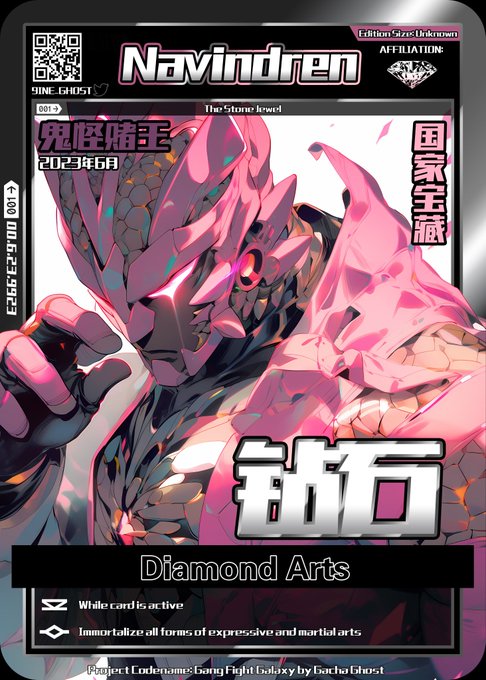 Edition Size: Unknown
Navindren
AFFILIATION:
9INE_GHOST
001→
The Stone Jewel
鬼怪赌王
2023年6月
国家宝藏
001→
钻石
Diamond Arts
While card is active
Immortalize all forms of expressive and martial arts
Project Codename: Gang Fight Galaxy by Gacha Ghost